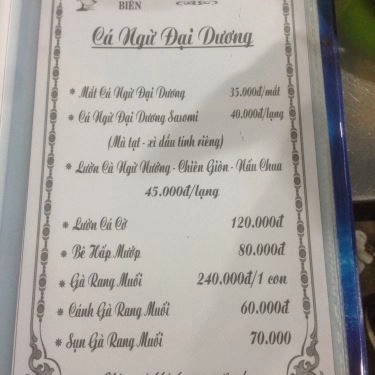 BIỂN
Cá Ngừ Đại Dương
* Mắt Cá Ngừ Đại Dương 35.000đ/mắt
* Cá Ngừ Đại Dương Sasomi 40.000đ/lạng
(Mù tạt - xì dầu tính riêng)
* Lườn Cá Ngừ Nướng - Chiên Giòn - Nấu Chua
45.000đ/lạng
* Lườn Cá Cờ 120.000đ
* Bê Hấp Mướp 80.000đ
* Gà Rang Muối 240.000đ/1 con
* Cánh Gà Rang Muối 60.000đ
* Sụn Gà Rang Muối 70.000